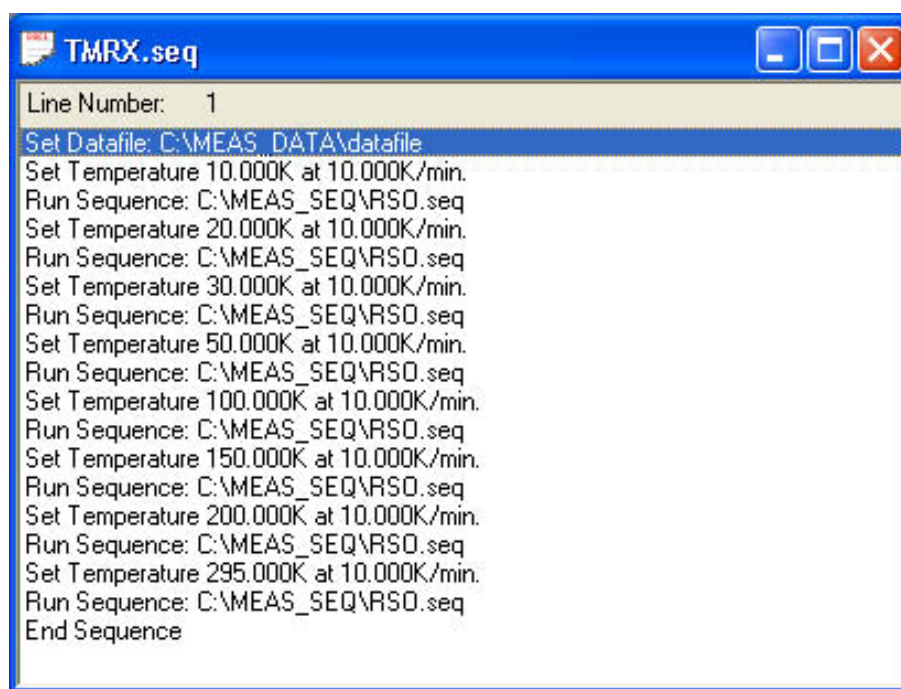 TMRX.seq
Line Number: 1
Set Datafile: C:\MEAS_DATA\datafile
Set Temperature 10.000K at 10.000K/min.
Run Sequence: C:\MEAS_SEQ\RSO.seq
Set Temperature 20.000K at 10.000K/min.
Run Sequence: C:\MEAS_SEQ\RSO.seq
Set Temperature 30.000K at 10.000K/min.
Run Sequence: C:\MEAS_SEQ\RSO.seq
Set Temperature 50.000K at 10.000K/min.
Run Sequence: C:\MEAS_SEQ\RSO.seq
Set Temperature 100.000K at 10.000K/min.
Run Sequence: C:\MEAS_SEQ\RSO.seq
Set Temperature 150.000K at 10.000K/min.
Run Sequence: C:\MEAS_SEQ\RSO.seq
Set Temperature 200.000K at 10.000K/min.
Run Sequence: C:\MEAS_SEQ\RSO.seq
Set Temperature 295.000K at 10.000K/min.
Run Sequence: C:\MEAS_SEQ\RSO.seq
End Sequence